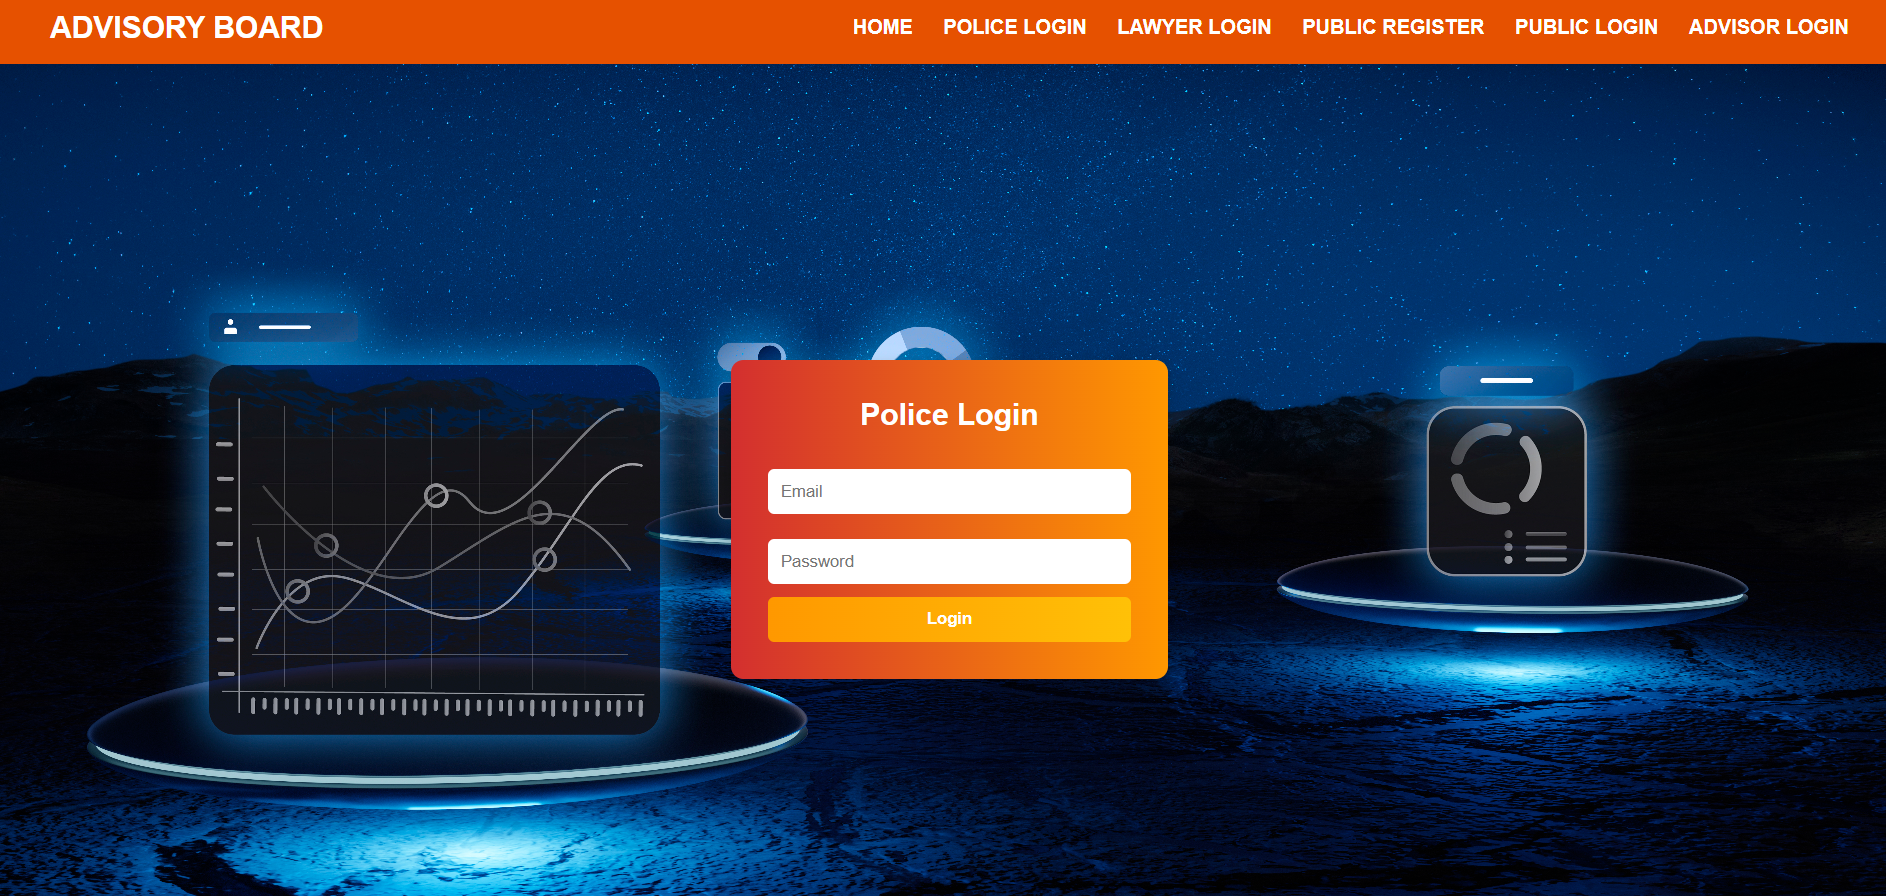 ADVISORY BOARD
HOME POLICE LOGIN LAWYER LOGIN PUBLIC REGISTER PUBLIC LOGIN ADVISOR LOGIN
Police Login
Email
Password
Login